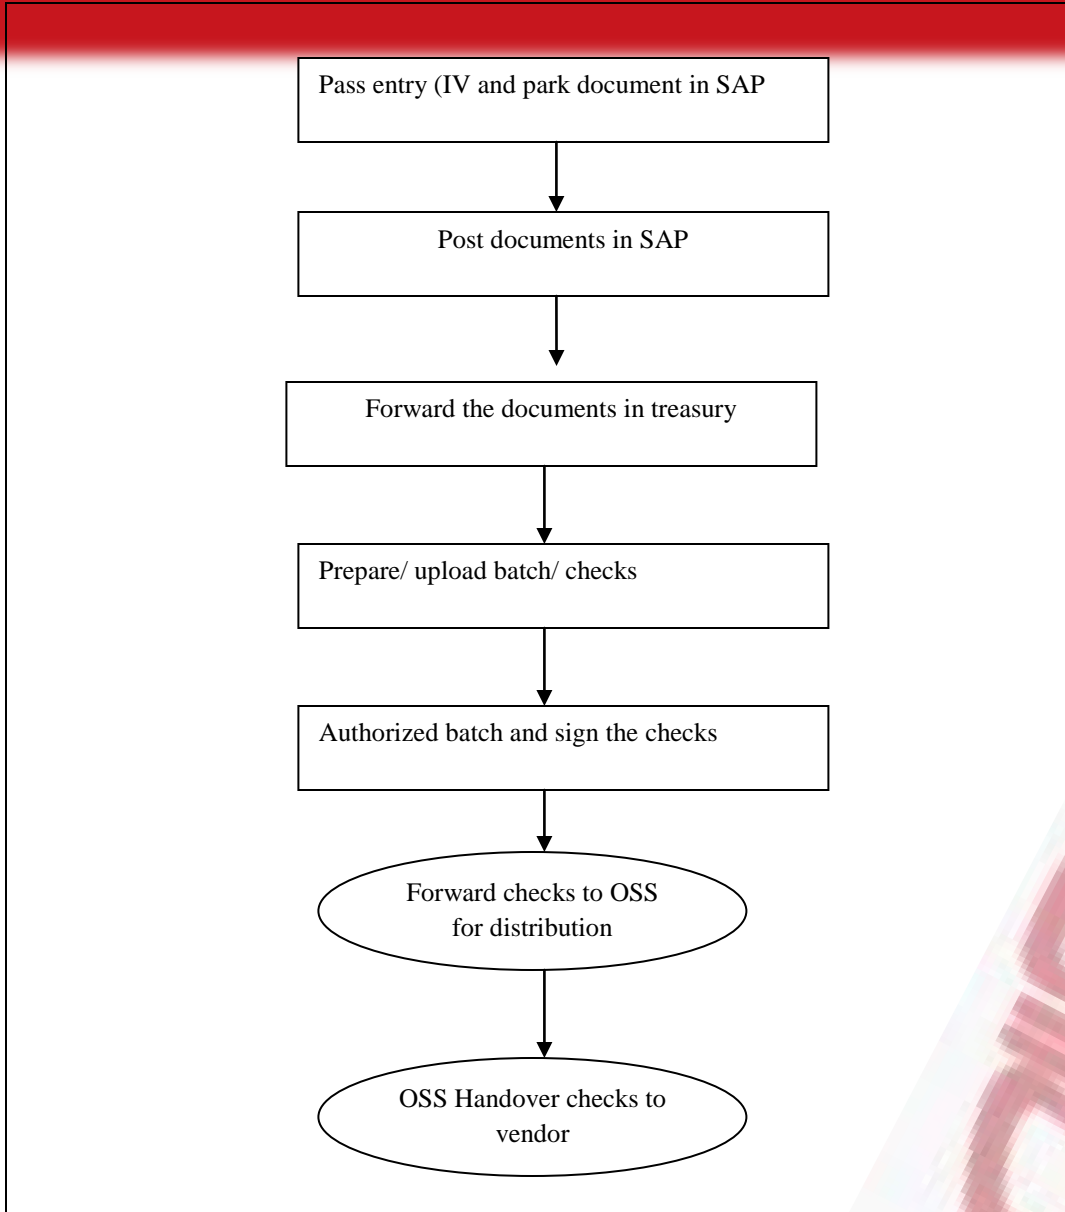 Pass entry (IV and park document in SAP
Post documents in SAP
Forward the documents in treasury
Prepare/ upload batch/ checks
Authorized batch and sign the checks
Forward checks to OSS
for distribution
OSS Handover checks to
vendor